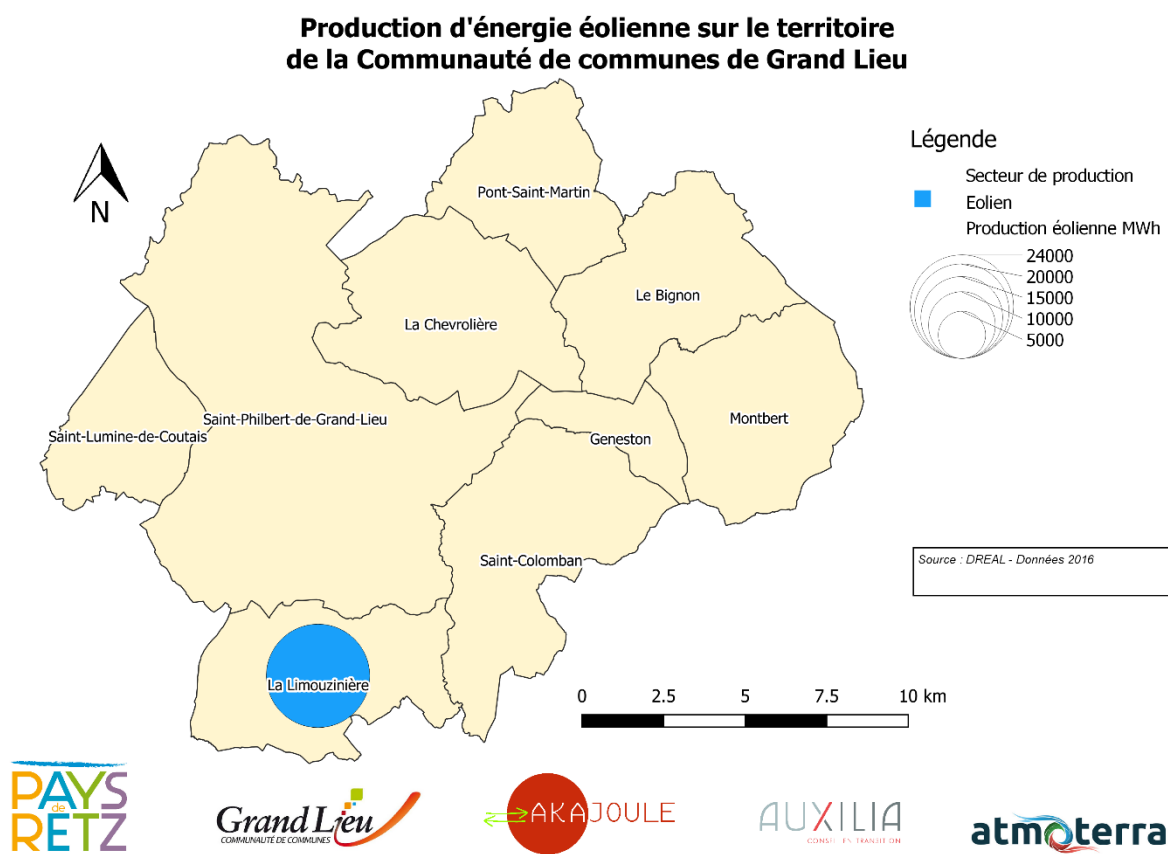 Production d'énergie éolienne sur le territoire
de la Communauté de communes de Grand Lieu
N
Pont-Saint-Martin
Le Bignon
La Chevrolière
Saint-Philbert-de-Grand-Lieu
Saint-Lumine-de-Coutais
Geneston
Montbert
Saint-Colomban
La Limouzinière
Légende
Secteur de production
Eolien
Production éolienne MWh
24000
20000
15000
10000
5000
Source : DREAL - Données 2016
0 2.5 5 7.5 10 km
PAYS
de
RETZ
Grand Lieu
COMMUNAUTÉ DE COMMUNES
AKAJOULE
AUXILIA
CONSEIL EN TRANSITION
atmoterra